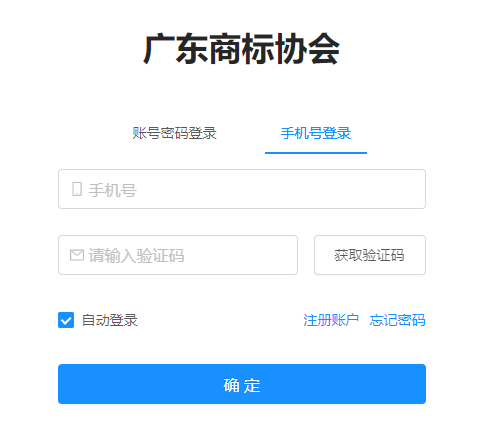 广东商标协会
账号密码登录 手机号登录
手机号
请输入验证码 获取验证码
自动登录 注册账户 忘记密码
确 定